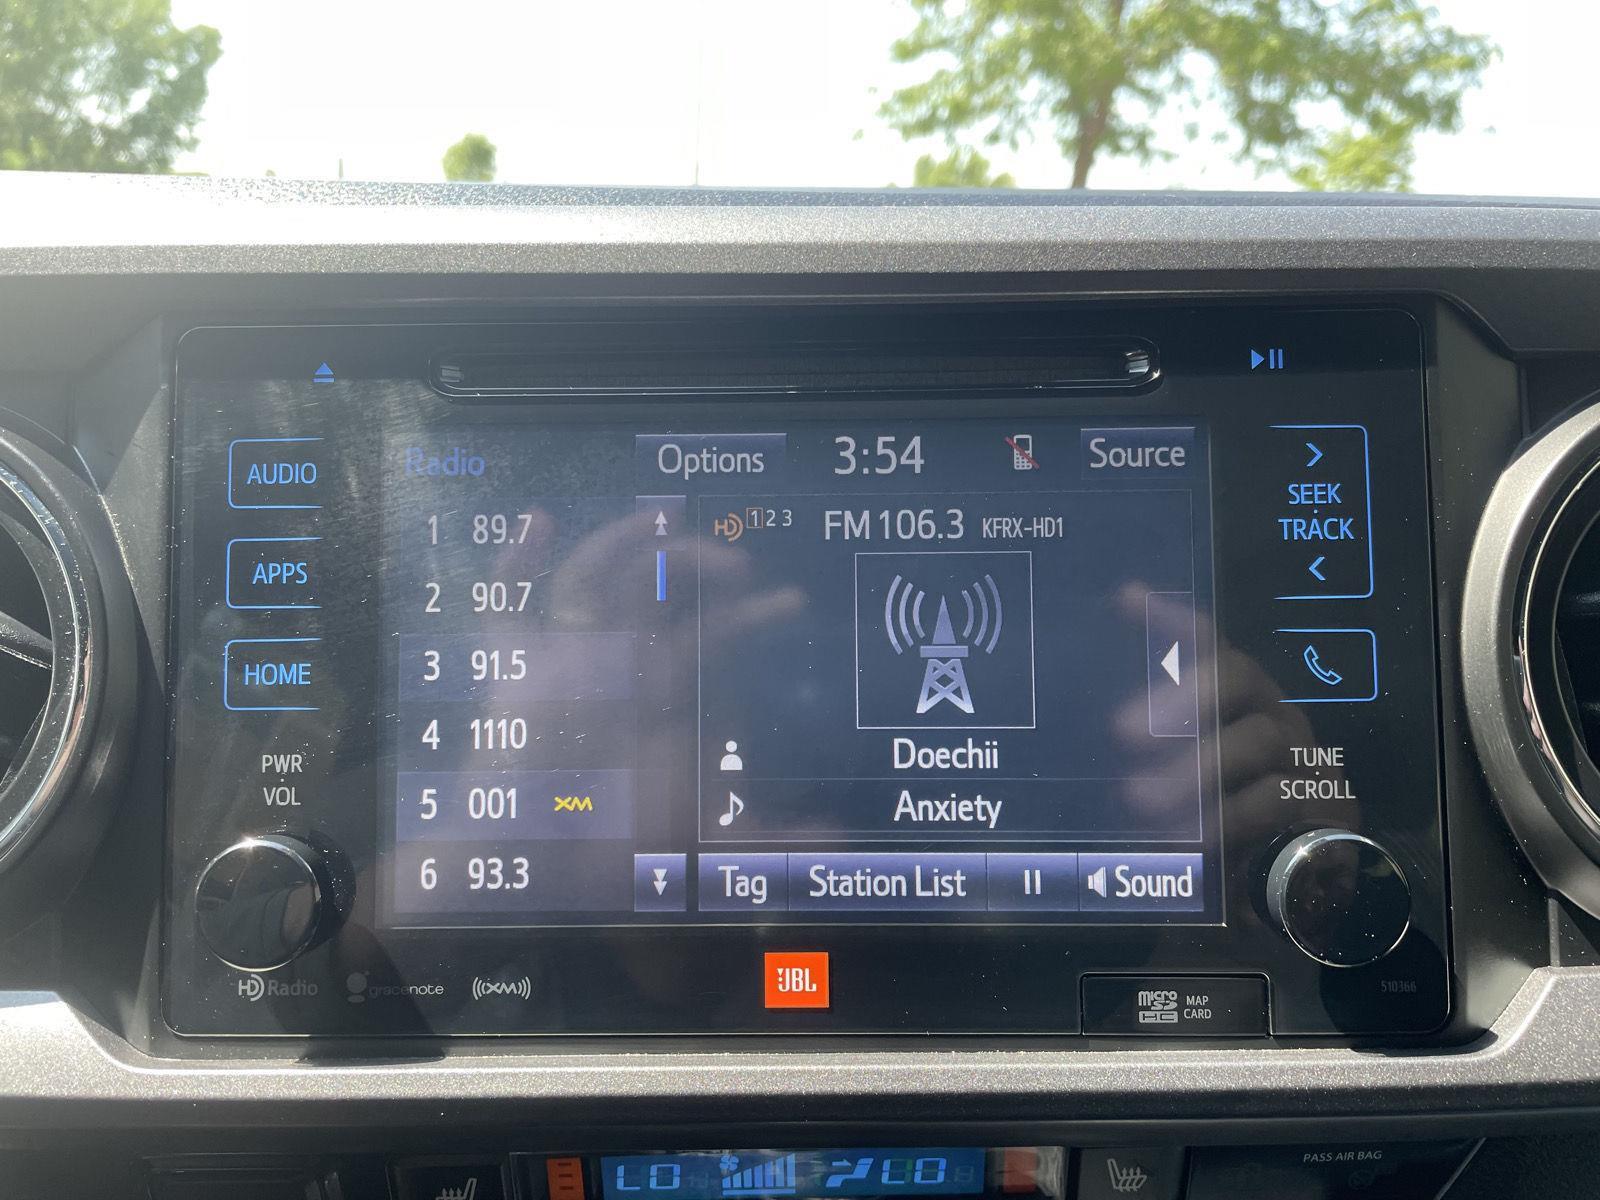 AUDIO
APPS
HOME
PWR
VOL
HD Radio
gracenote
((XM))
Radio
Options
3:54
Source
1 89.7
2 90.7
3 91.5
4 1110
5 001 XM
6 93.3
HD 1 2 3 FM 106.3 KFRX-HD1
Doechii
Anxiety
Tag
Station List
Sound
JBL
SEEK
TRACK
TUNE
SCROLL
micro SD HC
MAP
CARD
510366
LO
LO
PASS AIR BAG